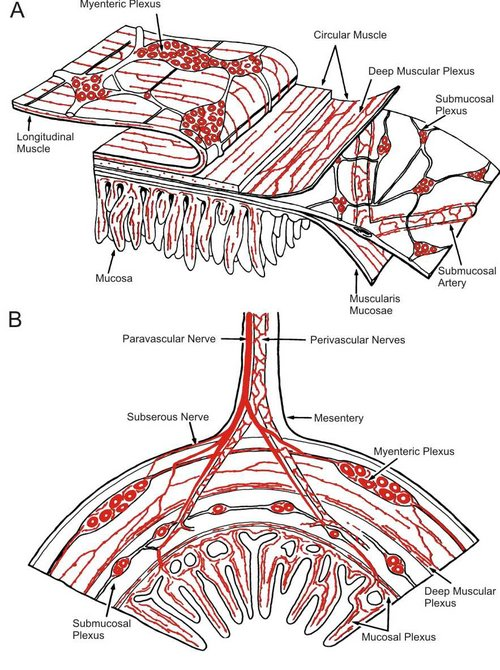 A
Myenteric Plexus
Circular Muscle
Deep Muscular Plexus
Submucosal
Plexus
Longitudinal
Muscle
Mucosa
Submucosal
Artery
Muscularis
Mucosae
B
Paravascular Nerve
Perivascular Nerves
Subserous Nerve
Mesentery
Myenteric Plexus
Deep Muscular
Plexus
Submucosal
Plexus
Mucosal Plexus